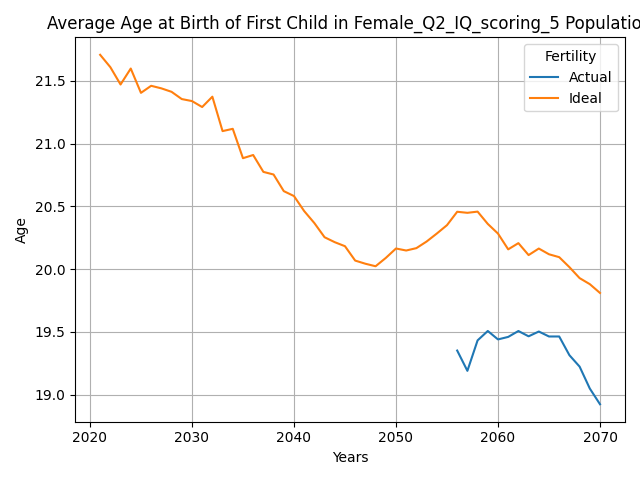 Average Age at Birth of First Child in Female_Q2_IQ_scoring_5 Populatio
Fertility
Actual
Ideal
21.5
21.0
20.5
20.0
19.5
19.0
Age
2020 2030 2040 2050 2060 2070
Years